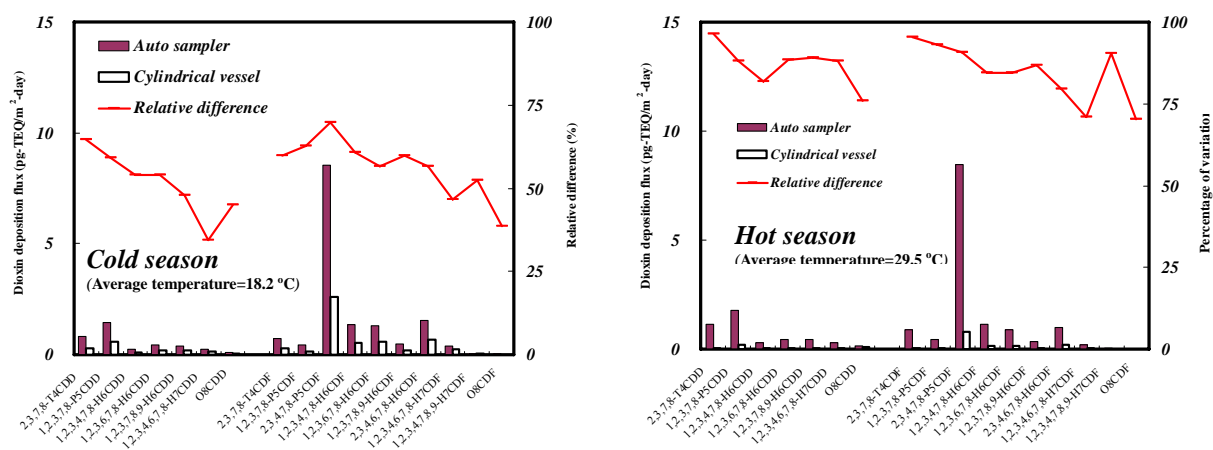 15
10
5
0
Dioxin deposition flux (pg-TEQ/m²-day)
Auto sampler
Cylindrical vessel
Relative difference
Cold season
(Average temperature=18.2 °C)
100
75
50
25
0
Relative difference (%)
2,3,7,8-T4CDD
1,2,3,7,8-P5CDD
1,2,3,4,7,8-H6CDD
1,2,3,6,7,8-H6CDD
1,2,3,7,8,9-H6CDD
1,2,3,4,6,7,8-H7CDD
O8CDD
2,3,7,8-T4CDF
1,2,3,7,8-P5CDF
2,3,4,7,8-P5CDF
1,2,3,4,7,8-H6CDF
1,2,3,6,7,8-H6CDF
1,2,3,7,8,9-H6CDF
2,3,4,6,7,8-H6CDF
1,2,3,4,6,7,8-H7CDF
1,2,3,4,7,8,9-H7CDF
O8CDF
15
10
5
0
Dioxin deposition flux (pg-TEQ/m²-day)
Auto sampler
Cylindrical vessel
Relative difference
Hot season
(Average temperature=29.5 °C)
100
75
50
25
0
Percentage of variation
2,3,7,8-T4CDD
1,2,3,7,8-P5CDD
1,2,3,4,7,8-H6CDD
1,2,3,6,7,8-H6CDD
1,2,3,7,8,9-H6CDD
1,2,3,4,6,7,8-H7CDD
O8CDD
2,3,7,8-T4CDF
1,2,3,7,8-P5CDF
2,3,4,7,8-P5CDF
1,2,3,4,7,8-H6CDF
1,2,3,6,7,8-H6CDF
1,2,3,7,8,9-H6CDF
2,3,4,6,7,8-H6CDF
1,2,3,4,6,7,8-H7CDF
1,2,3,4,7,8,9-H7CDF
O8CDF